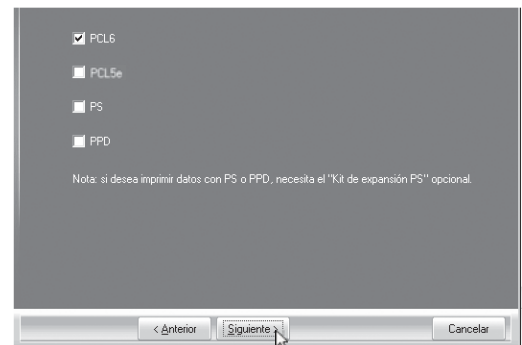 PCL6
PCL5e
PS
PPD
Nota: si desea imprimir datos con PS o PPD, necesita el "Kit de expansión PS" opcional.
< Anterior
Siguiente >
Cancelar